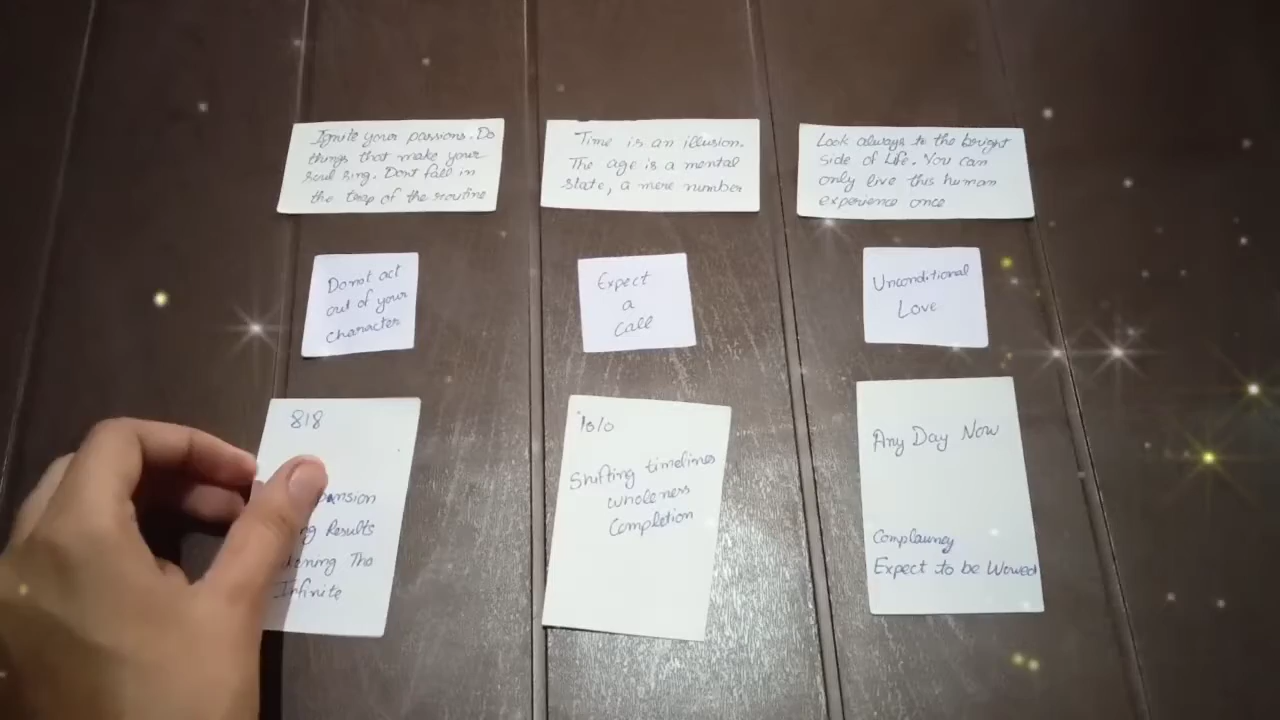 Ignite your passions. Do
things that make your
soul sing. Dont fall in
the trap of the routine
Time is an illusion.
The age is a mental
state, a mere number
Look always to the bright
side of Life. You can
only live this human
experience once
Do not act
out of your
character
Expect
a
Call
Unconditional
Love
818
Results
The
Infinite
1010
Shifting timelines
wholeness
Completion
Any Day Now
Complauncy
Expect to be Wowed